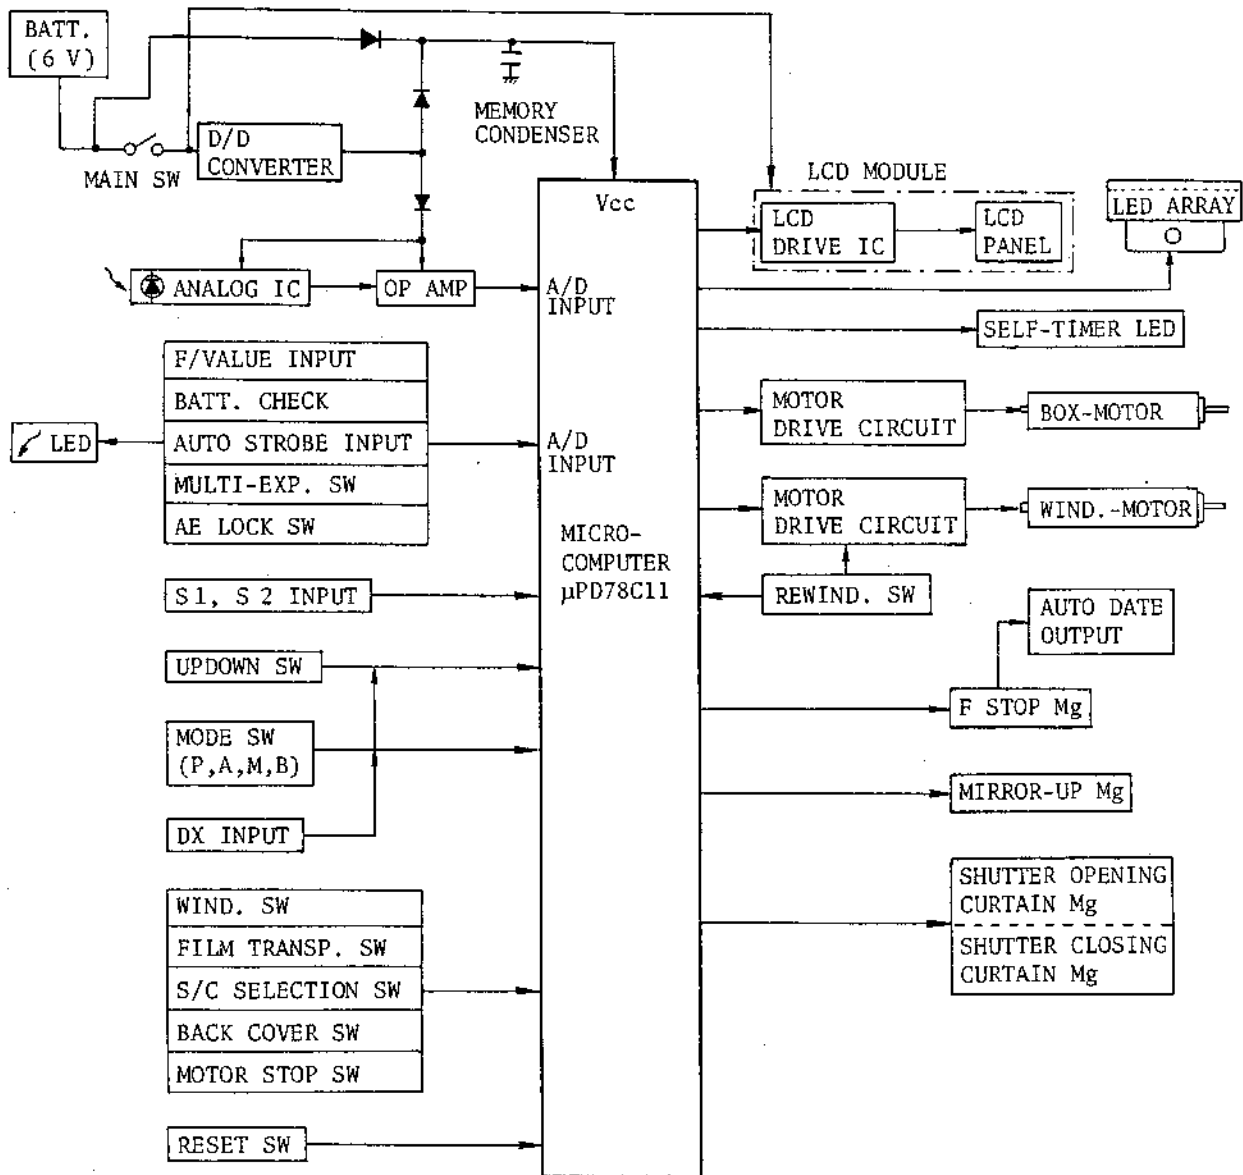 BATT.
(6 V)
MAIN SW
D/D
CONVERTER
MEMORY
CONDENSER
Vcc
LCD MODULE
LCD
DRIVE IC
LCD
PANEL
LED ARRAY
ANALOG IC
OP AMP
A/D
INPUT
SELF-TIMER LED
F/VALUE INPUT
BATT. CHECK
AUTO STROBE INPUT
MULTI-EXP. SW
AE LOCK SW
LED
A/D
INPUT
MOTOR
DRIVE CIRCUIT
BOX-MOTOR
MOTOR
DRIVE CIRCUIT
WIND.-MOTOR
MICRO-
COMPUTER
μPD78C11
S1, S2 INPUT
REWIND. SW
AUTO DATE
OUTPUT
UPDOWN SW
F STOP Mg
MODE SW
(P,A,M,B)
MIRROR-UP Mg
DX INPUT
WIND. SW
FILM TRANSP. SW
S/C SELECTION SW
BACK COVER SW
MOTOR STOP SW
SHUTTER OPENING
CURTAIN Mg
SHUTTER CLOSING
CURTAIN Mg
RESET SW